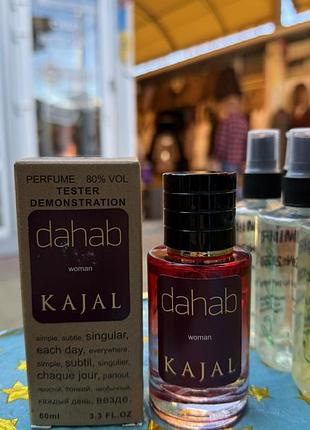 PERFUME 80% VOL
TESTER
DEMONSTRATION
dahab
woman
KAJAL
simple, subtle, singular,
each day, everywhere.
simple, subtil, singulier,
chaque jour, partout.
простой, тонкий, необычный,
каждый день, везде.
60ml 3.3 FL.OZ
dahab
woman
KAJAL